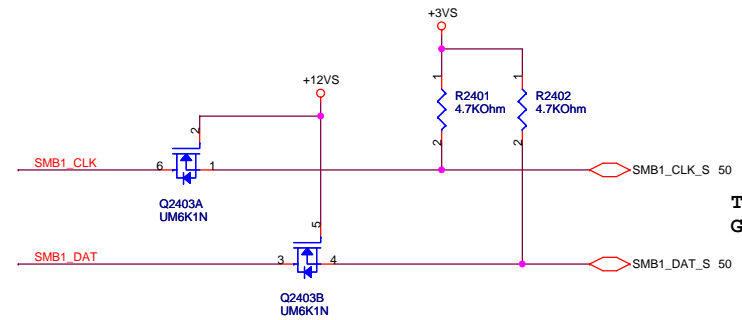 +3VS
+12VS
1
1
R2401
4.7KOhm
R2402
4.7KOhm
2
2
2
SMB1_CLK
6
1
SMB1_CLK_S 50
Q2403A
UM6K1N
T
G
5
SMB1_DAT
3
4
SMB1_DAT_S 50
Q2403B
UM6K1N